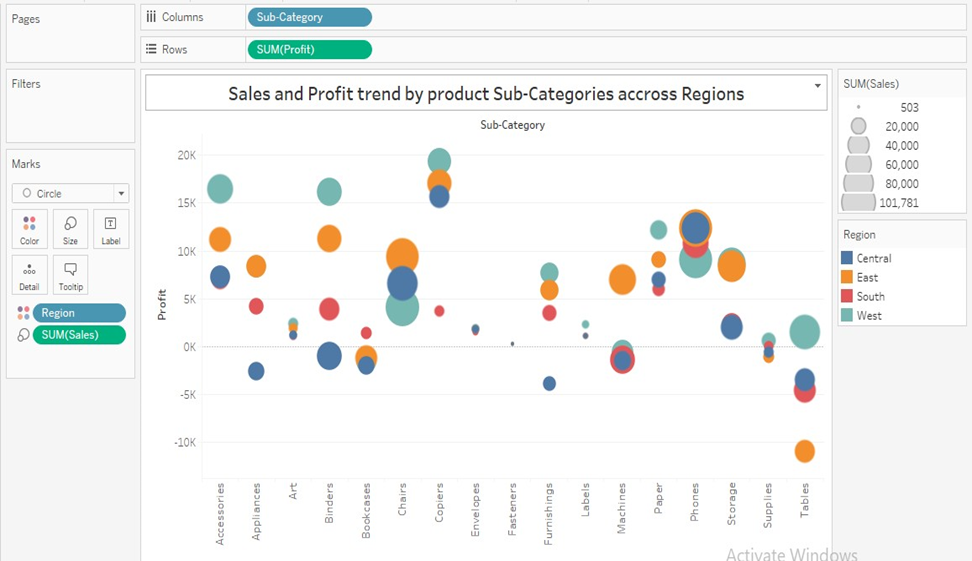 Pages
Columns
Sub-Category
Rows
SUM(Profit)
Filters
Marks
Circle
Color
Size
Label
Detail
Tooltip
Region
SUM(Sales)
Sales and Profit trend by product Sub-Categories accross Regions
Sub-Category
Profit
20K
15K
10K
5K
0K
-5K
-10K
Accessories
Appliances
Art
Binders
Bookcases
Chairs
Copiers
Envelopes
Fasteners
Furnishings
Labels
Machines
Paper
Phones
Storage
Supplies
Tables
SUM(Sales)
503
20,000
40,000
60,000
80,000
101,781
Region
Central
East
South
West
Activate Windows